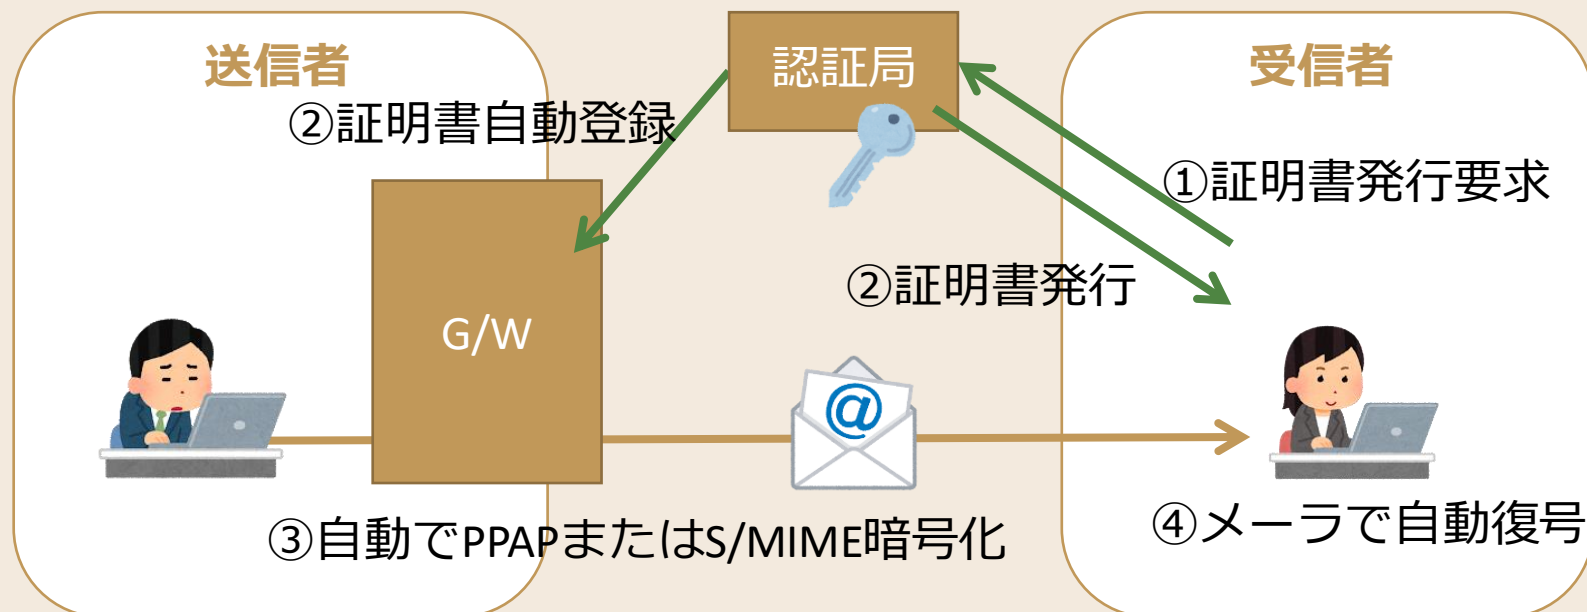 送信者
認証局
受信者
②証明書自動登録
①証明書発行要求
②証明書発行
G/W
@
③自動でPPAPまたはS/MIME暗号化
④メーラで自動復号